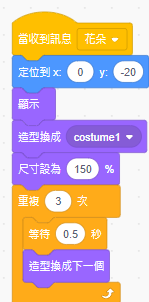 當收到訊息 花朵
定位到 x: 0 y: -20
顯示
造型換成 costume1
尺寸設為 150 %
重複 3 次
等待 0.5 秒
造型換成下一個